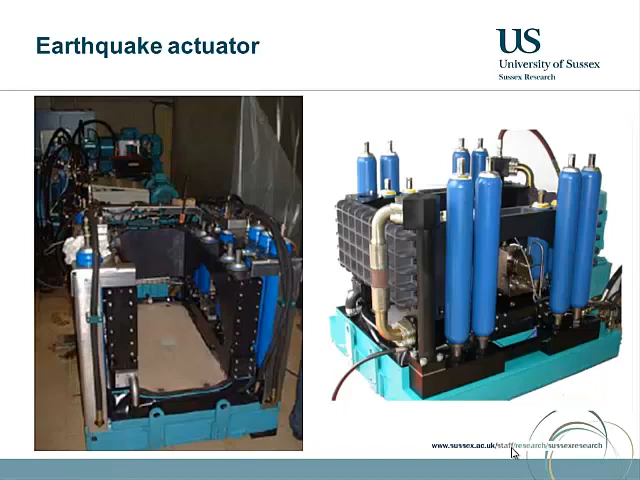 Earthquake actuator
US
University of Sussex
Sussex Research
www.sussex.ac.uk/staff/research/sussexresearch